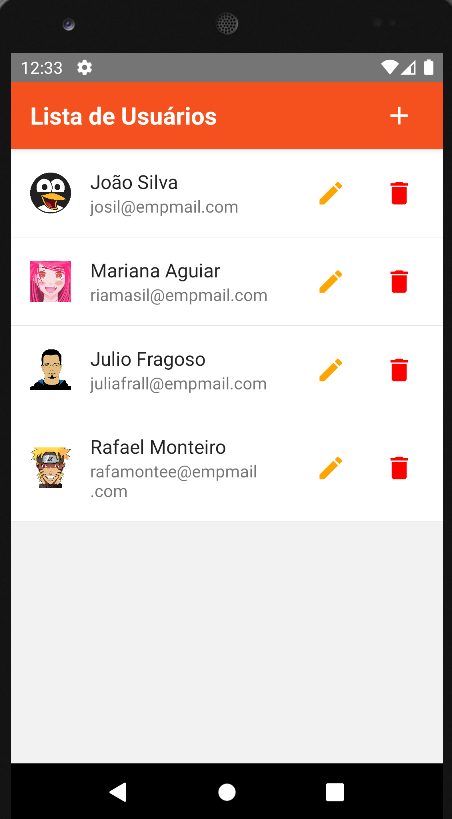 12:33
Lista de Usuários
João Silva
josil@empmail.com
Mariana Aguiar
riamasil@empmail.com
Julio Fragoso
juliafrall@empmail.com
Rafael Monteiro
rafamontee@empmail
.com